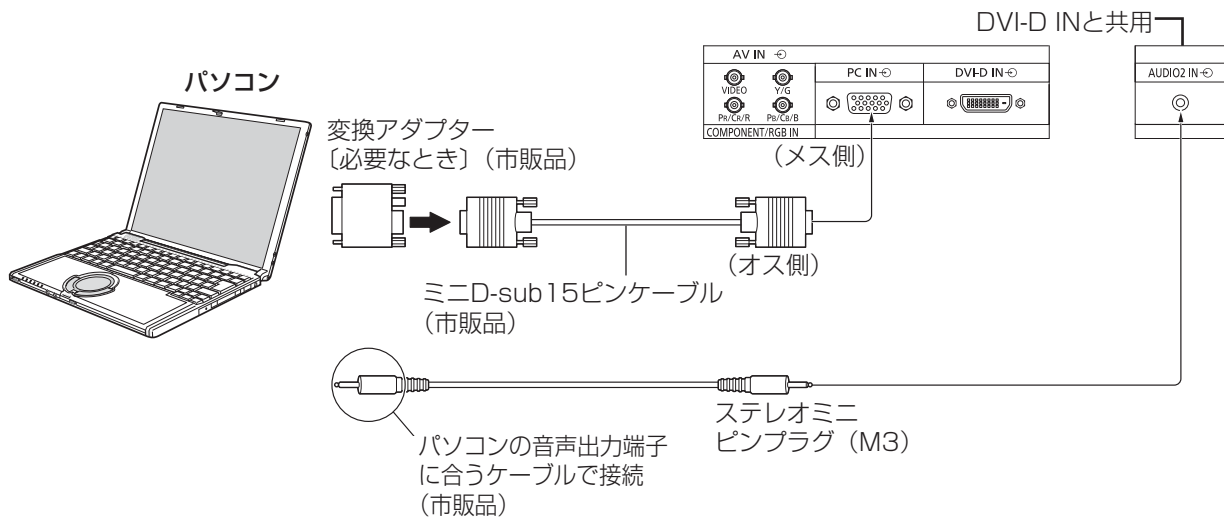 DVI-D INと共用
パソコン
AV IN
PC IN
DVI-D IN
AUDIO2 IN
VIDEO
Y/G
PR/CR/R
PB/CB/B
COMPONENT/RGB IN
変換アダプター
〔必要なとき〕（市販品）
（メス側）
（オス側）
ミニD-sub15ピンケーブル
（市販品）
ステレオミニ
ピンプラグ（M3）
パソコンの音声出力端子
に合うケーブルで接続
（市販品）